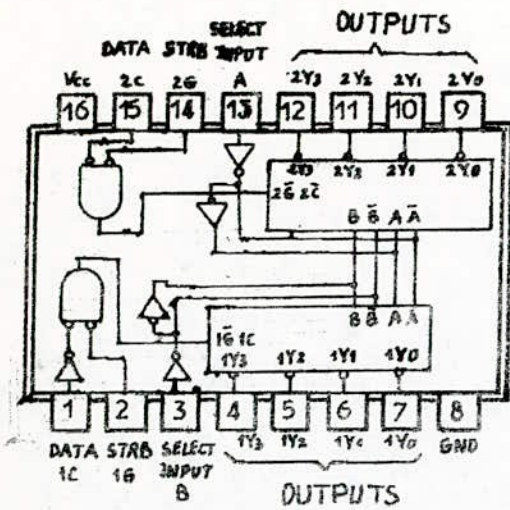 OUTPUTS
SELECT
DATA STRB INPUT
VCC 2C 2G A 2Y3 2Y2 2Y1 2Y0
16 15 14 13 12 11 10 9
2Y3 2Y2 2Y1 2Y0
2G̅ 2C̅
B B̅ A A̅
B B̅ A A̅
1G̅ 1C
1Y3 1Y2 1Y1 1Y0
1 2 3 4 5 6 7 8
DATA STRB SELECT 1Y3 1Y2 1Y1 1Y0 GND
1C 1G INPUT
B OUTPUTS